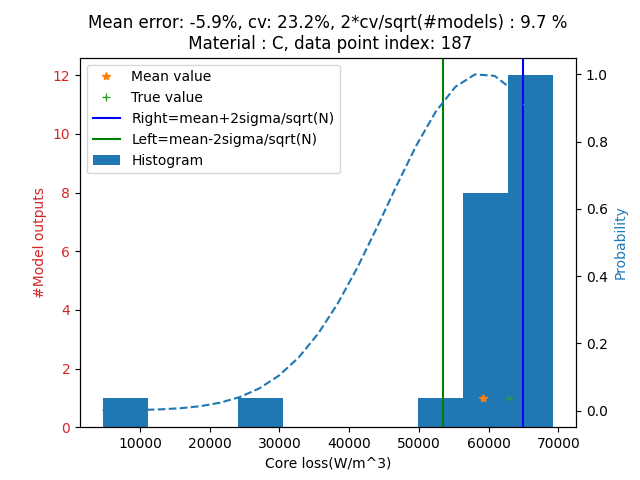 Mean error: -5.9%, cv: 23.2%, 2*cv/sqrt(#models) : 9.7 %
Material : C, data point index: 187
Mean value
True value
Right=mean+2sigma/sqrt(N)
Left=mean-2sigma/sqrt(N)
Histogram
#Model outputs
12
10
8
6
4
2
0
1.0
0.8
0.6
0.4
0.2
0.0
Probability
10000 20000 30000 40000 50000 60000 70000
Core loss(W/m^3)